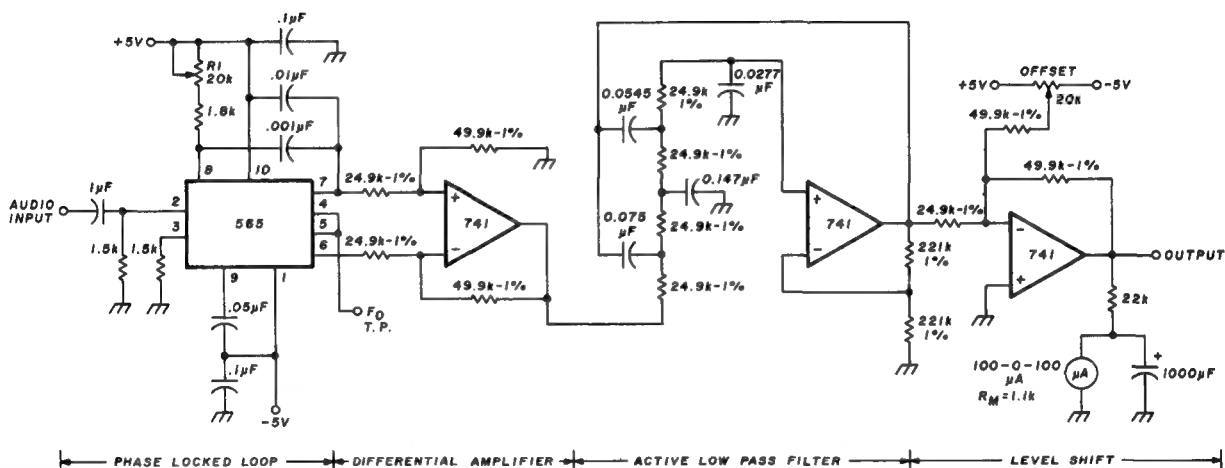 .1µF
+5V
R1
20k
.01µF
1.8k
.001µF
8
10
7
4
5
6
2
3
9
1
565
1µF
AUDIO
INPUT
1.5k
1.5k
.05µF
.1µF
-5V
FO
T.P.
24.9k-1%
24.9k-1%
49.9k-1%
+
741
-
49.9k-1%
0.0545
µF
24.9k
1%
0.0277
µF
24.9k-1%
0.147µF
0.075
µF
24.9k-1%
24.9k-1%
+
741
-
221k
1%
221k
1%
24.9k-1%
+5V
OFFSET
-5V
20k
49.9k-1%
49.9k-1%
-
741
+
OUTPUT
22k
100-0-100
µA
RM=1.1k
µA
+
1000µF
PHASE LOCKED LOOP
DIFFERENTIAL AMPLIFIER
ACTIVE LOW PASS FILTER
LEVEL SHIFT